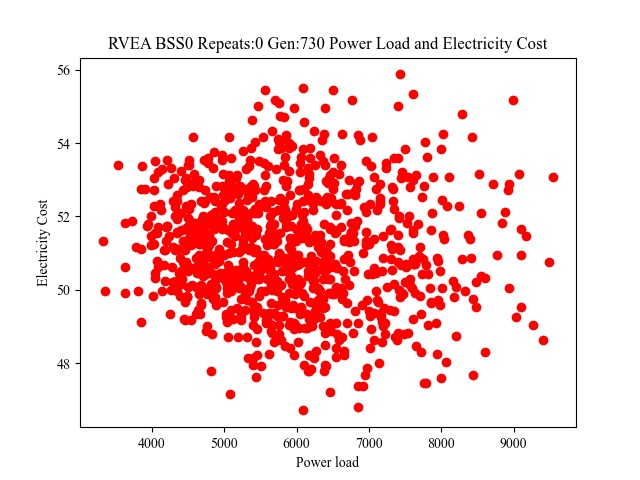 RVEA BSS0 Repeats:0 Gen:730 Power Load and Electricity Cost
56
54
52
50
48
Electricity Cost
4000 5000 6000 7000 8000 9000
Power load